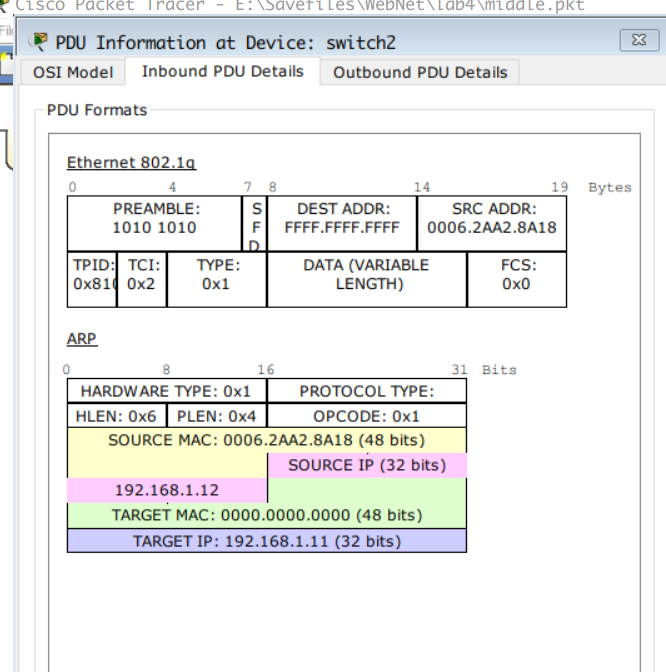 Cisco Packet Tracer - E:\Savefiles\WebNet\lab4\middle.pkt
PDU Information at Device: switch2
OSI Model Inbound PDU Details Outbound PDU Details
PDU Formats
Ethernet 802.1q
0 4 7 8 14 19 Bytes
PREAMBLE: 1010 1010
SFD
DEST ADDR: FFFF.FFFF.FFFF
SRC ADDR: 0006.2AA2.8A18
TPID: 0x810
TCI: 0x2
TYPE: 0x1
DATA (VARIABLE LENGTH)
FCS: 0x0
ARP
0 8 16 31 Bits
HARDWARE TYPE: 0x1 PROTOCOL TYPE:
HLEN: 0x6 PLEN: 0x4 OPCODE: 0x1
SOURCE MAC: 0006.2AA2.8A18 (48 bits)
SOURCE IP (32 bits)
192.168.1.12
TARGET MAC: 0000.0000.0000 (48 bits)
TARGET IP: 192.168.1.11 (32 bits)